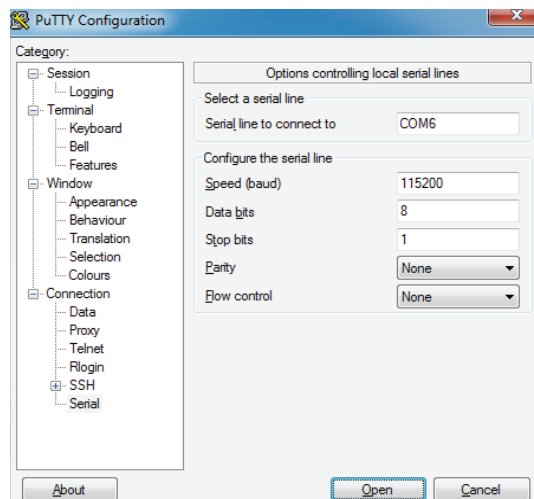 PuTTY Configuration
Category:
Session
Logging
Terminal
Keyboard
Bell
Features
Window
Appearance
Behaviour
Translation
Selection
Colours
Connection
Data
Proxy
Telnet
Rlogin
SSH
Serial
Options controlling local serial lines
Select a serial line
Serial line to connect to COM6
Configure the serial line
Speed (baud) 115200
Data bits 8
Stop bits 1
Parity None
Flow control None
About Open Cancel